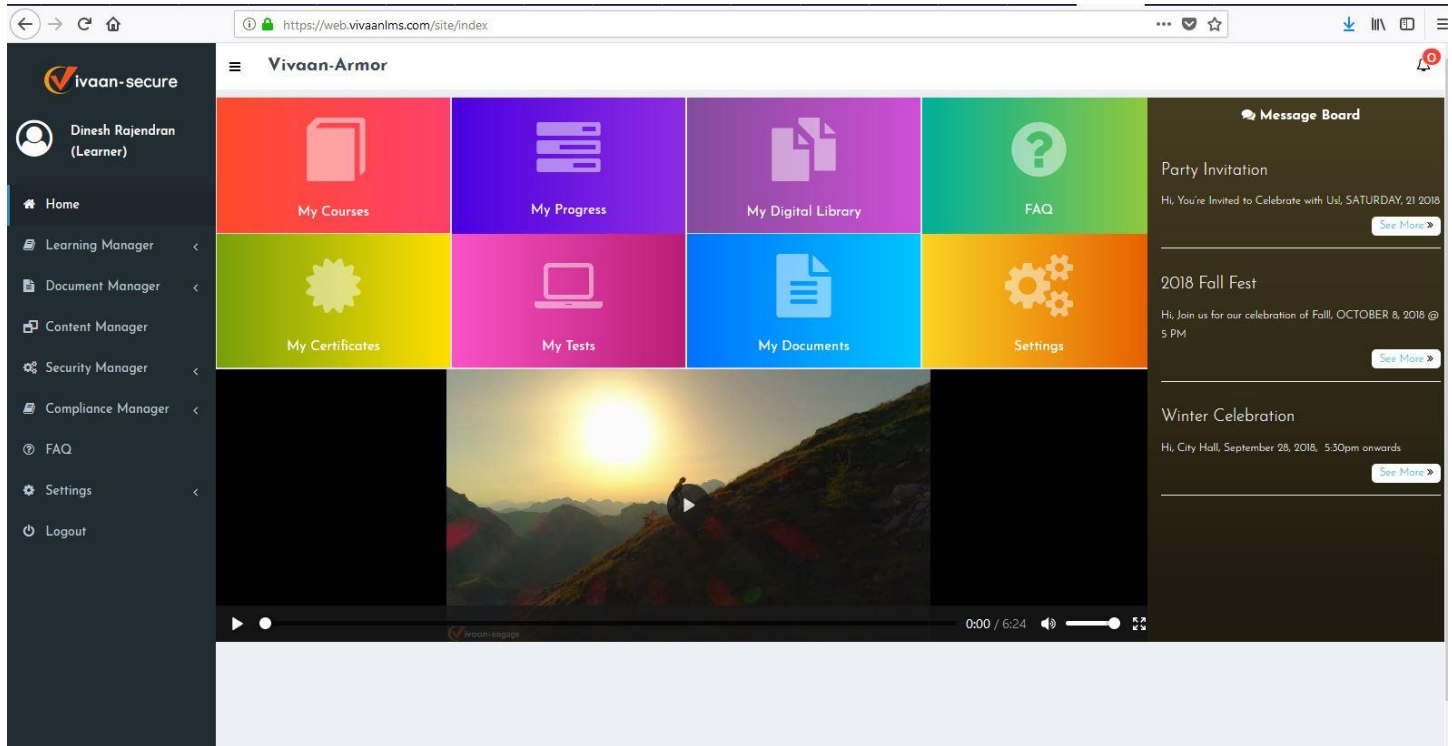 https://web.vivaanlms.com/site/index
Vivaan-secure
Dinesh Rajendran
(Learner)
Home
Learning Manager
Document Manager
Content Manager
Security Manager
Compliance Manager
FAQ
Settings
Logout
Vivaan-Armor
0
My Courses
My Progress
My Digital Library
FAQ
My Certificates
My Tests
My Documents
Settings
Vivaan-engage
0:00 / 6:24
Message Board
Party Invitation
Hi, You're Invited to Celebrate with Us!, SATURDAY, 21 2018
See More »
2018 Fall Fest
Hi, Join us for our celebration of Fall!, OCTOBER 8, 2018 @
5 PM
See More »
Winter Celebration
Hi, City Hall, September 28, 2018, 5:30pm onwards
See More »